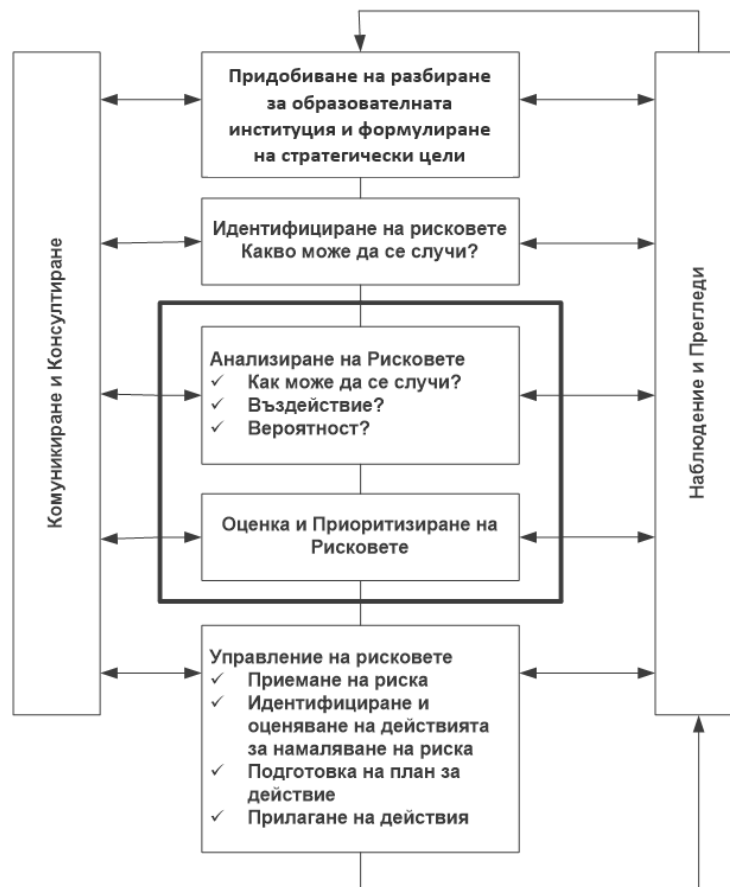 Придобиване на разбиране
за образователната
институция и формулиране
на стратегически цели
Идентифициране на рисковете
Какво може да се случи?
Анализиране на Рисковете
✓ Как може да се случи?
✓ Въздействие?
✓ Вероятност?
Оценка и Приоритизиране на
Рисковете
Управление на рисковете
✓ Приемане на риска
✓ Идентифициране и
оценяване на действията
за намаляване на риска
✓ Подготовка на план за
действие
✓ Прилагане на действия
Комуникиране и Консултиране
Наблюдение и Прегледи